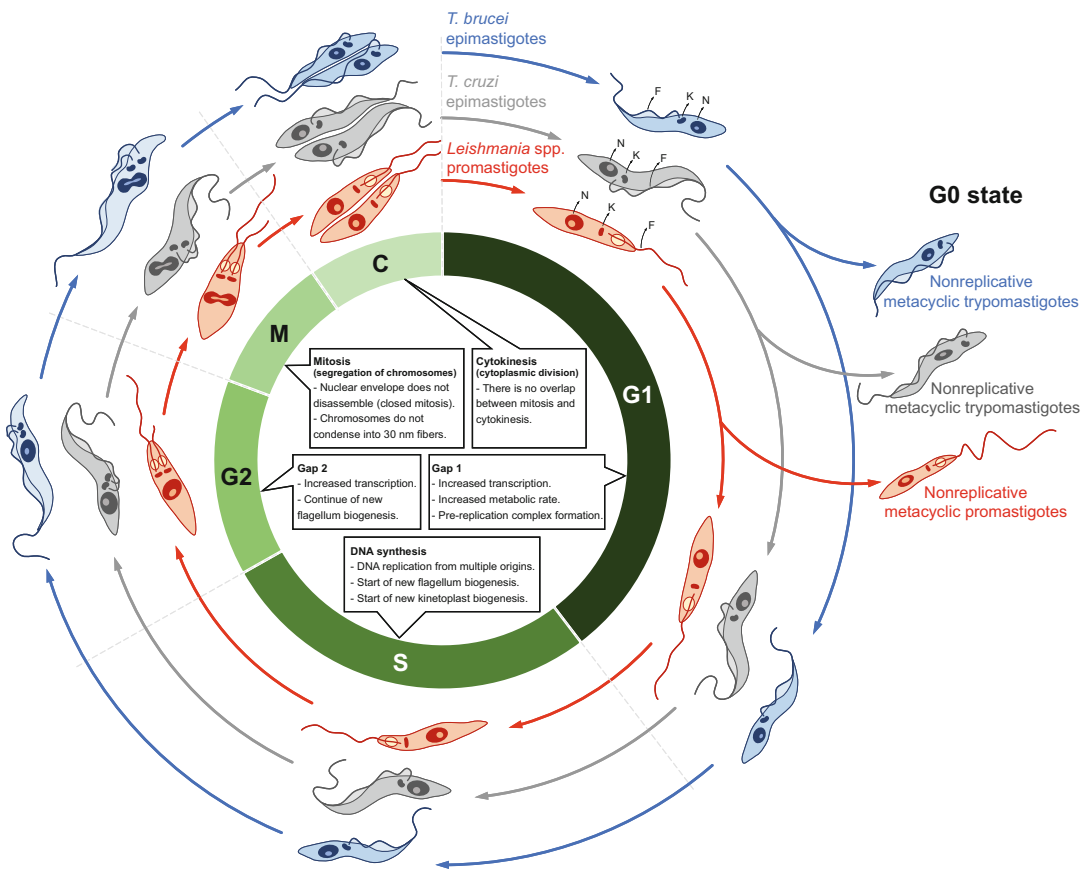 T. brucei
epimastigotes
T. cruzi
epimastigotes
Leishmania spp.
promastigotes
F
K
N
N
K
F
N
K
F
G0 state
Nonreplicative
metacyclic trypomastigotes
Nonreplicative
metacyclic trypomastigotes
Nonreplicative
metacyclic promastigotes
C
M
G1
G2
S
Mitosis
(segregation of chromosomes)
- Nuclear envelope does not
disassemble (closed mitosis).
- Chromosomes do not
condense into 30 nm fibers.
Cytokinesis
(cytoplasmic division)
- There is no overlap
between mitosis and
cytokinesis.
Gap 2
- Increased transcription.
- Continue of new
flagellum biogenesis.
Gap 1
- Increased transcription.
- Increased metabolic rate.
- Pre-replication complex formation.
DNA synthesis
- DNA replication from multiple origins.
- Start of new flagellum biogenesis.
- Start of new kinetoplast biogenesis.